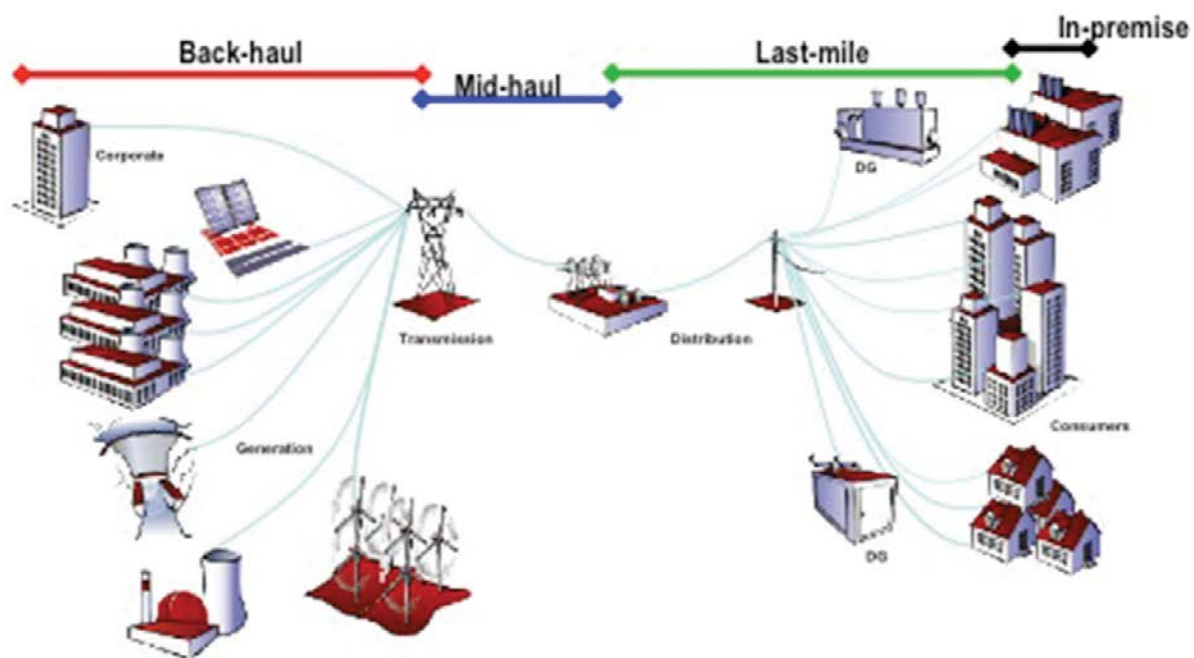 In-premise
Back-haul
Last-mile
Mid-haul
Corporate
DG
Transmission
Distribution
Generation
Consumers
DG